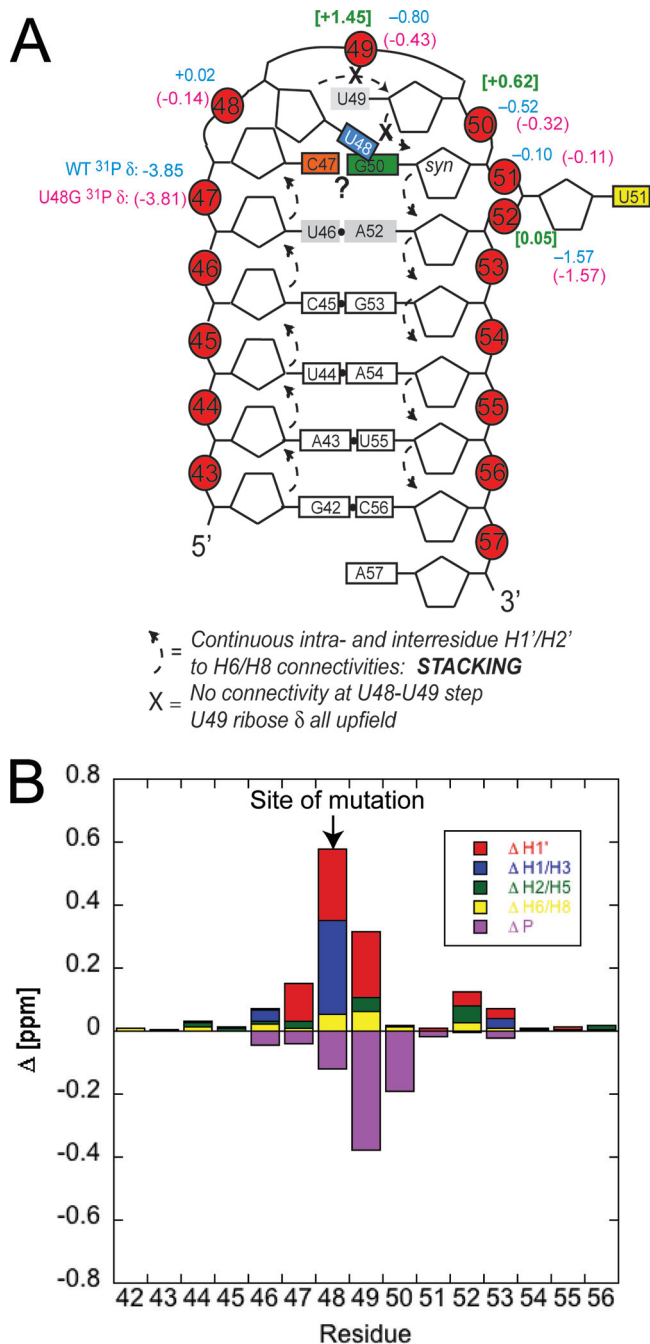 A
[+1.45]
–0.80
(-0.43)
49
+0.02
(-0.14)
48
U49
[+0.62]
–0.52
(-0.32)
50
U48
WT 31P δ: -3.85
U48G 31P δ: (-3.81)
47
C47
G50
syn
?
–0.10
(-0.11)
51
U51
52
[0.05]
–1.57
(-1.57)
U46
A52
46
53
C45
G53
45
54
U44
A54
44
55
A43
U55
43
56
G42
C56
5’
57
A57
3’
X
X
= Continuous intra- and interresidue H1’/H2’
to H6/H8 connectivities: STACKING
X = No connectivity at U48-U49 step
U49 ribose δ all upfield
B
0.8
0.6
0.4
0.2
0
-0.2
-0.4
-0.6
-0.8
Δ [ppm]
Site of mutation
Δ H1'
Δ H1/H3
Δ H2/H5
Δ H6/H8
Δ P
42 43 44 45 46 47 48 49 50 51 52 53 54 55 56
Residue